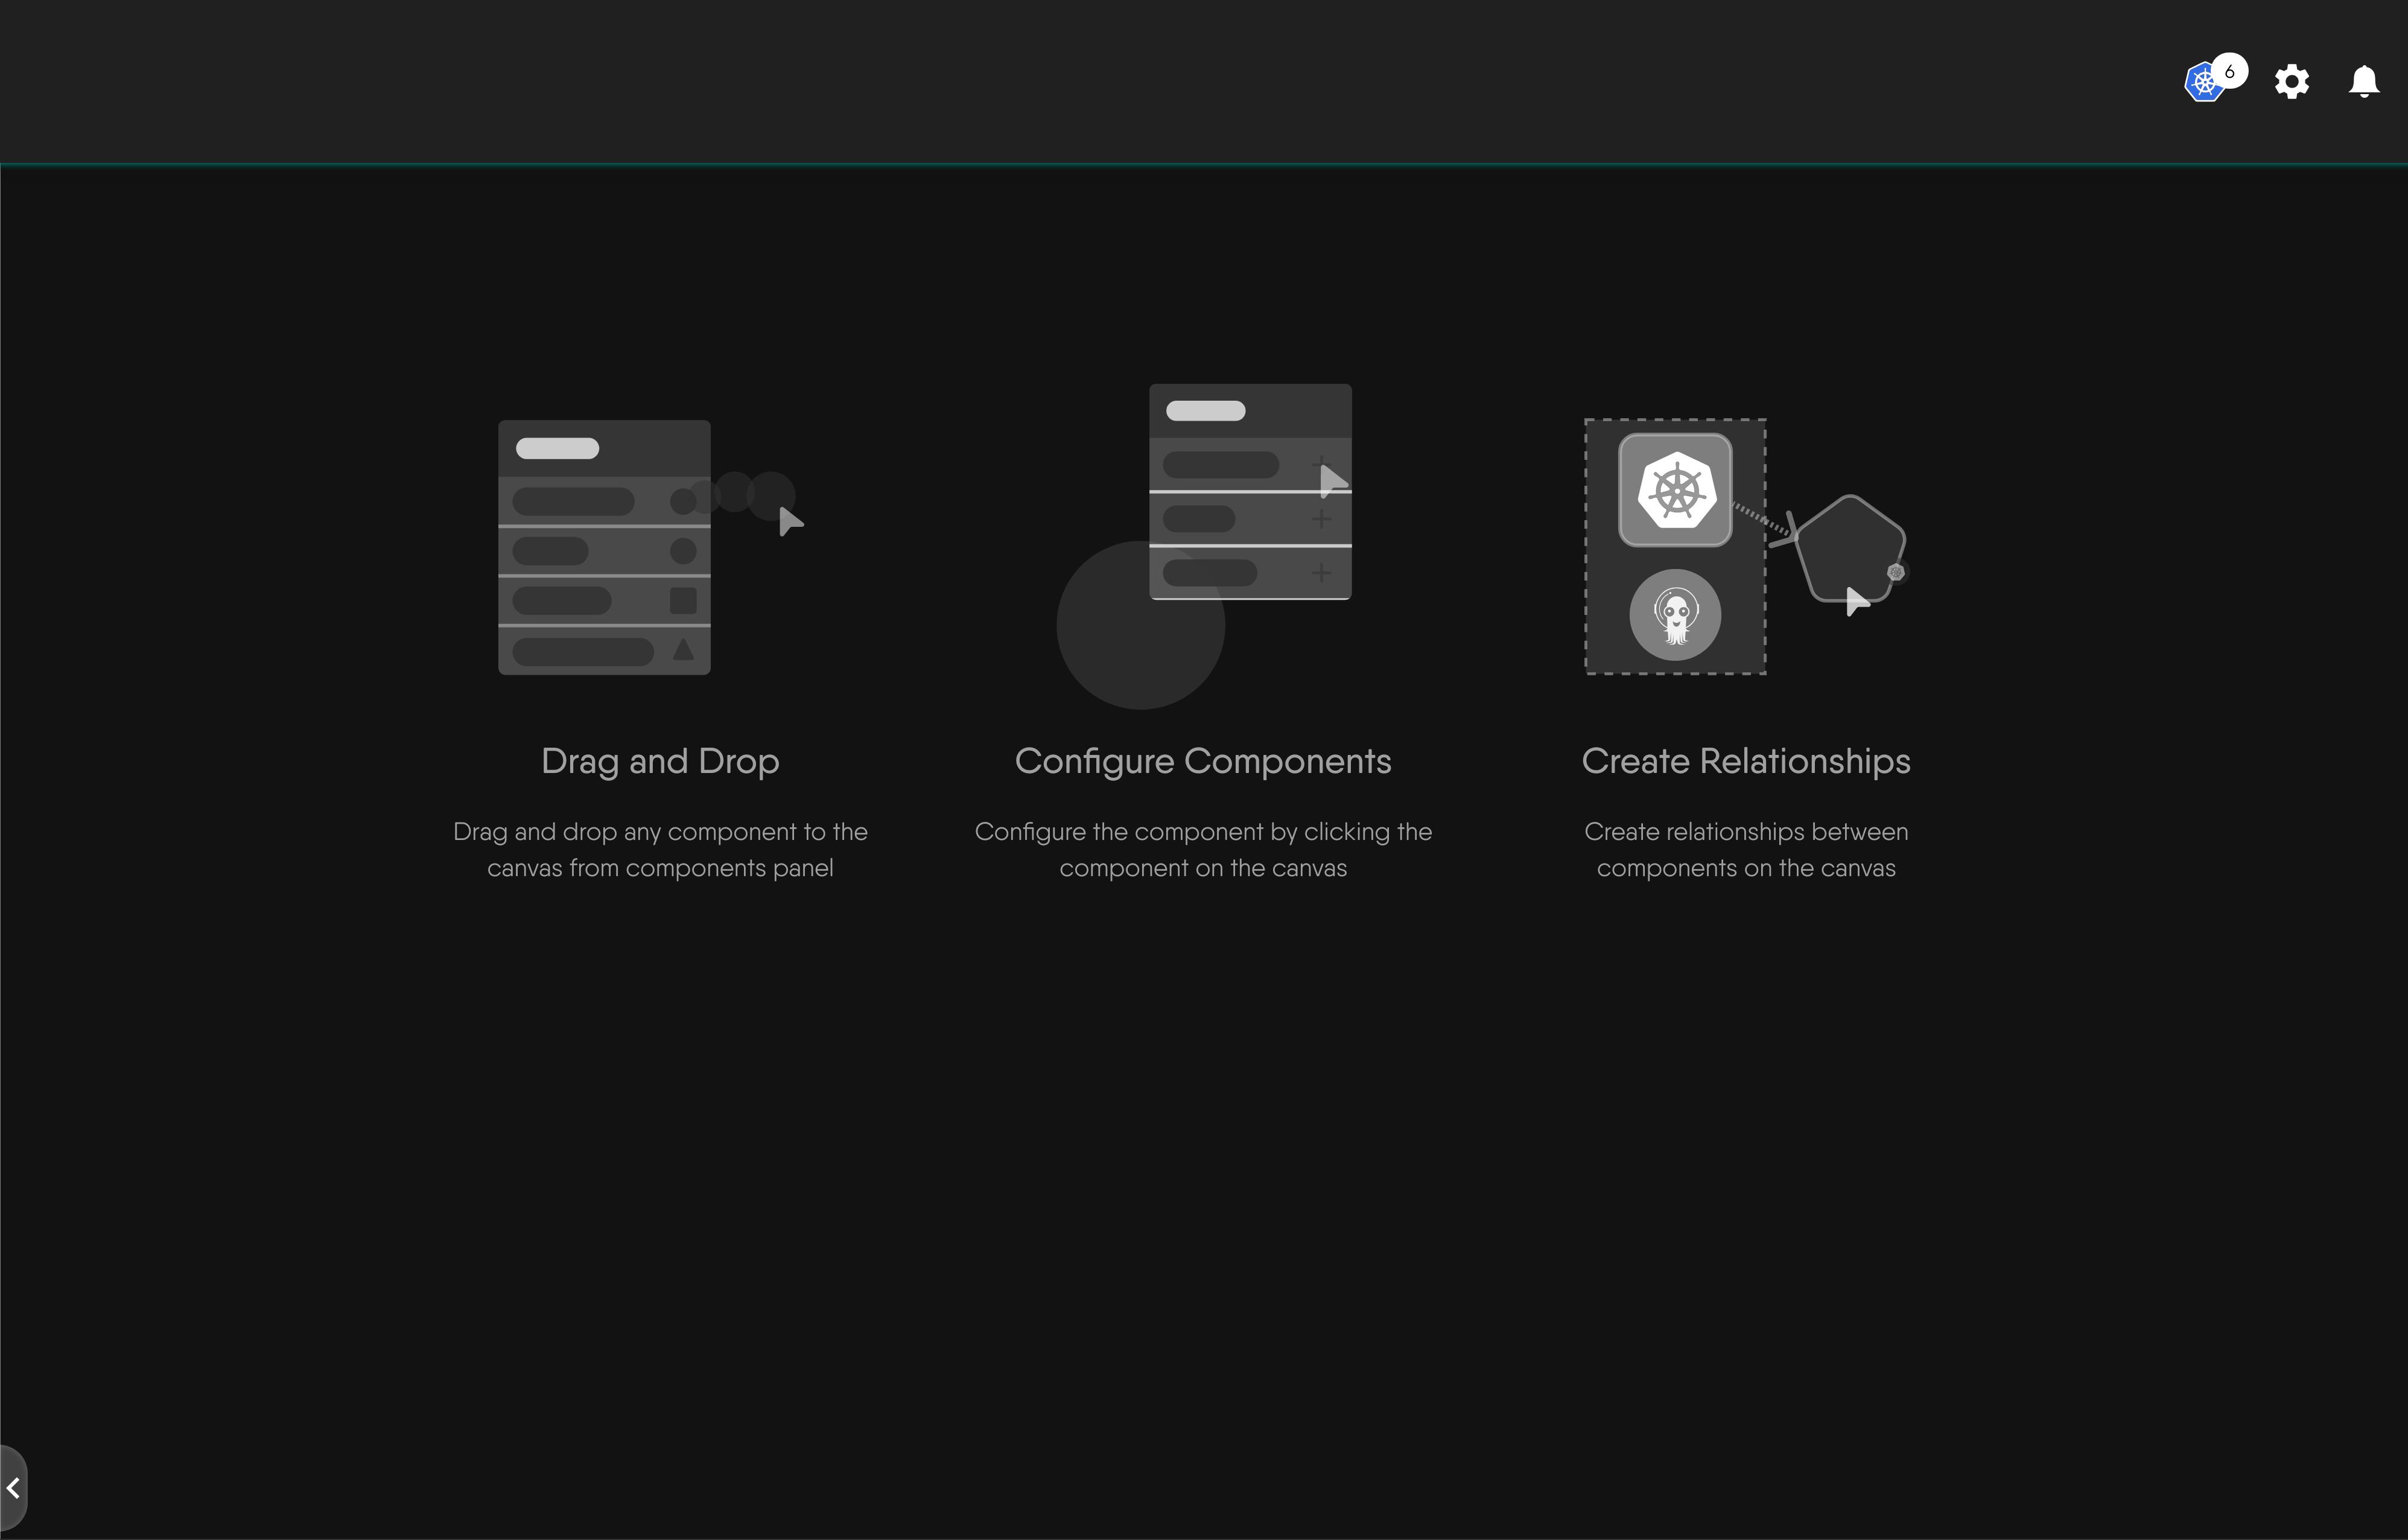 6
Drag and Drop
Drag and drop any component to the
canvas from components panel
Configure Components
Configure the component by clicking the
component on the canvas
Create Relationships
Create relationships between
components on the canvas